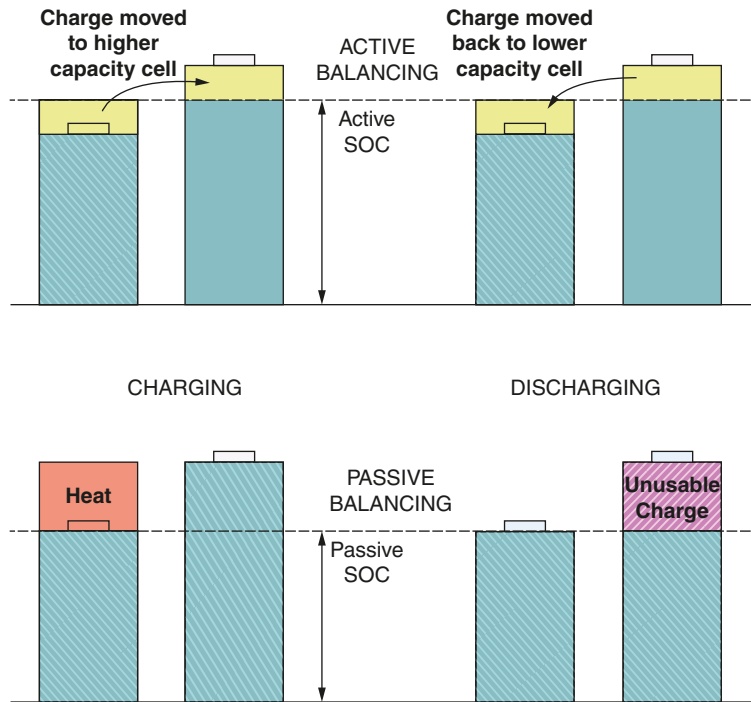 Charge moved
to higher
capacity cell
ACTIVE
BALANCING
Charge moved
back to lower
capacity cell
Active
SOC
CHARGING
DISCHARGING
Heat
PASSIVE
BALANCING
Unusable
Charge
Passive
SOC